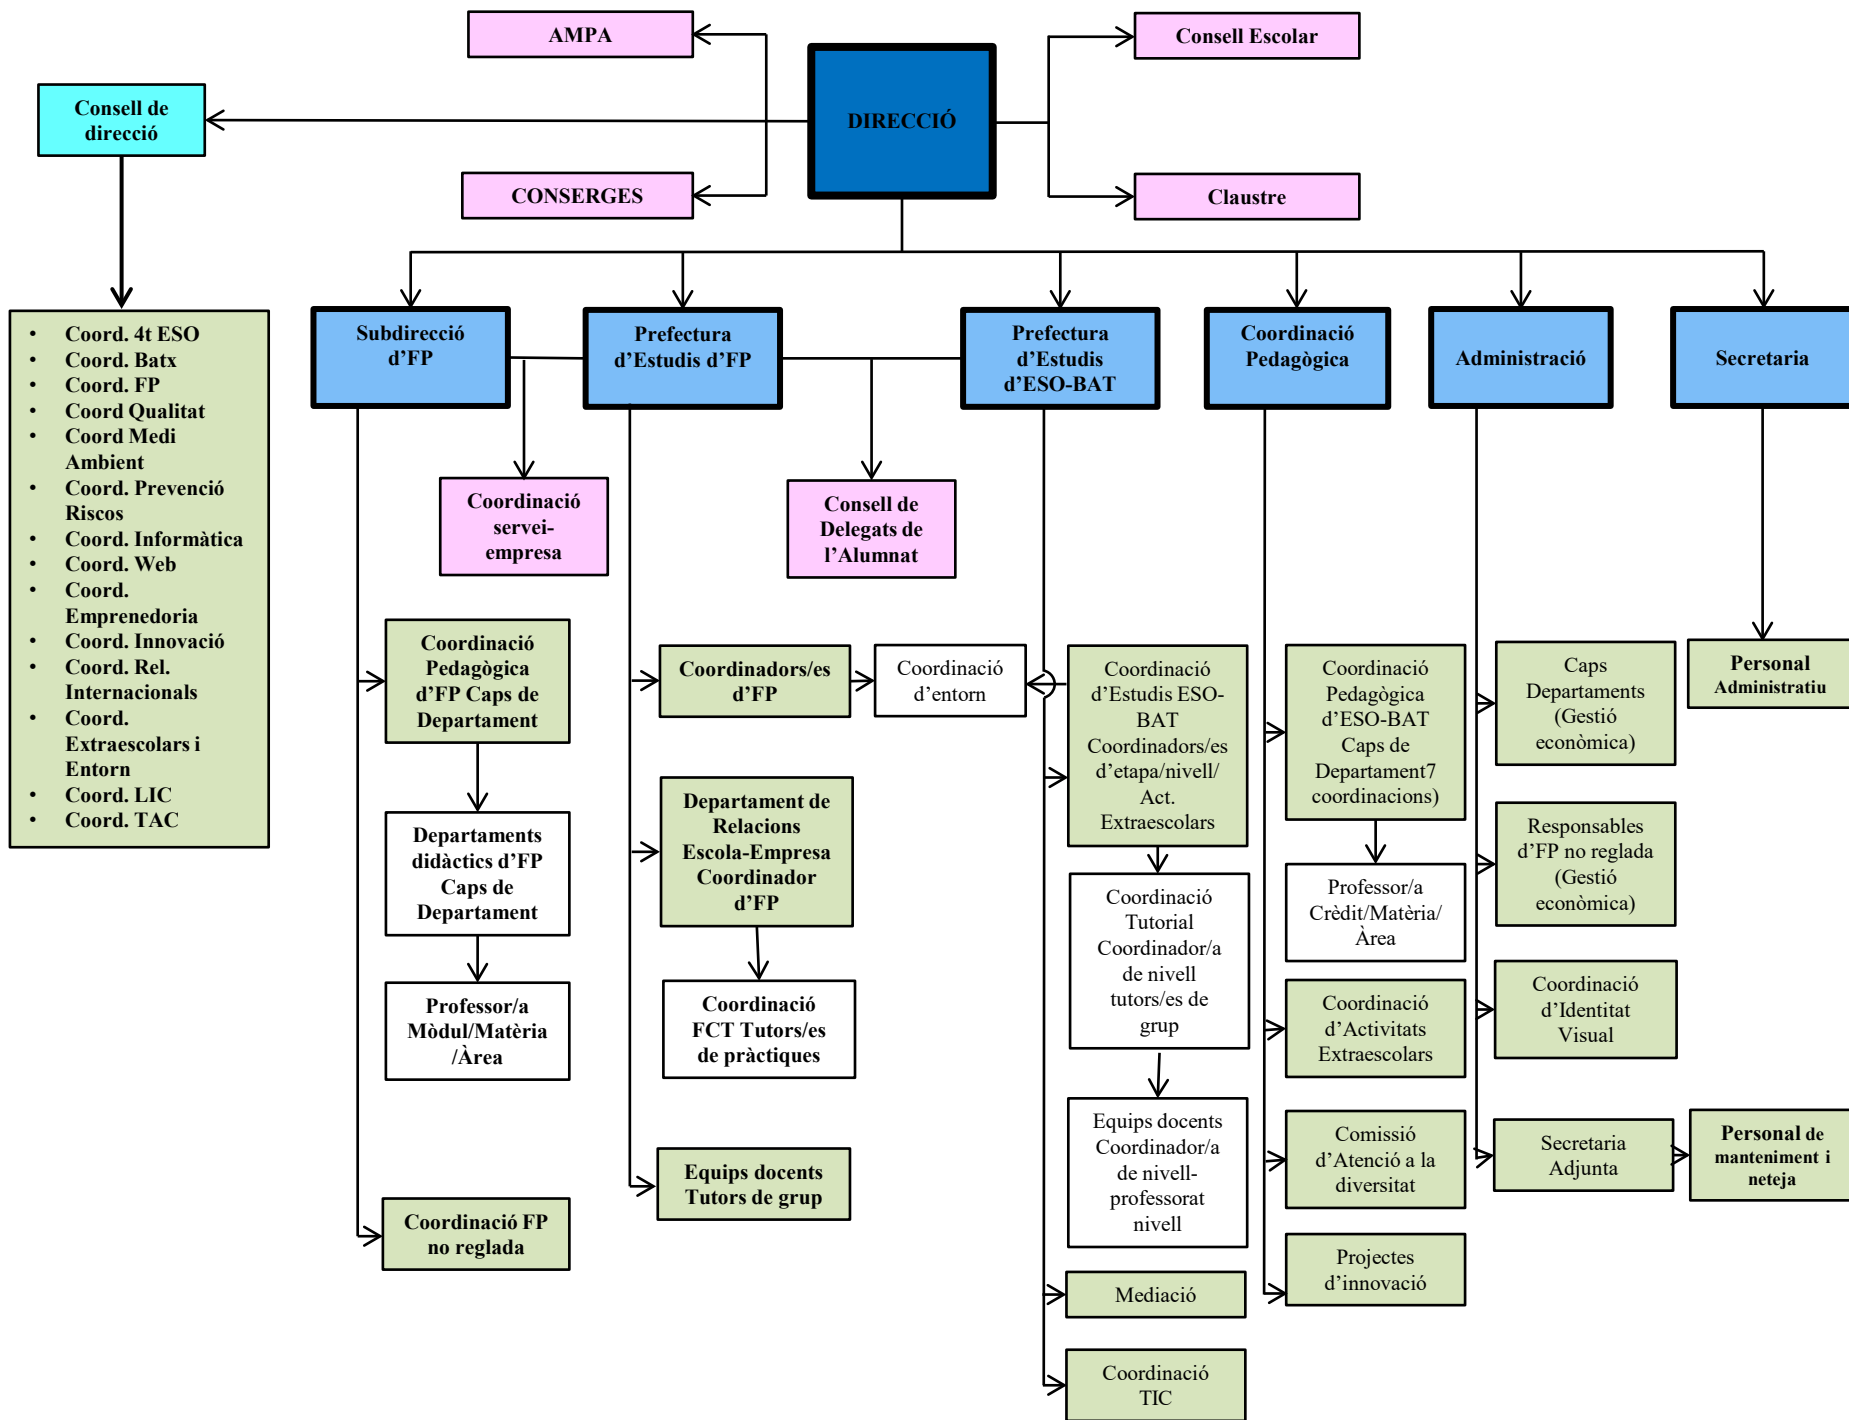 AMPA
Consell Escolar
Consell de
direcció
DIRECCIÓ
CONSERGES
Claustre
• Coord. 4t ESO
• Coord. Batx
• Coord. FP
• Coord Qualitat
• Coord Medi
Ambient
• Coord. Prevenció
Riscos
• Coord. Informàtica
• Coord. Web
• Coord.
Emprenedoria
• Coord. Innovació
• Coord. Rel.
Internacionals
• Coord.
Extraescolars i
Entorn
• Coord. LIC
• Coord. TAC
Subdirecció
d’FP
Prefectura
d’Estudis d’FP
Prefectura
d’Estudis
d’ESO-BAT
Coordinació
Pedagògica
Administració
Secretaria
Coordinació
servei-
empresa
Consell de
Delegats de
l’Alumnat
Coordinació
Pedagògica
d’FP Caps de
Departament
Departaments
didàctics d’FP
Caps de
Departament
Professor/a
Mòdul/Matèria
/Àrea
Coordinació FP
no reglada
Coordinadors/es
d’FP
Coordinació
d’entorn
Departament de
Relacions
Escola-Empresa
Coordinador
d’FP
Coordinació
FCT Tutors/es
de pràctiques
Equips docents
Tutors de grup
Coordinació
d’Estudis ESO-
BAT
Coordinadors/es
d’etapa/nivell/
Act.
Extraescolars
Coordinació
Tutorial
Coordinador/a
de nivell
tutors/es de
grup
Equips docents
Coordinador/a
de nivell-
professorat
nivell
Mediació
Coordinació
TIC
Coordinació
Pedagògica
d’ESO-BAT
Caps de
Departament7
coordinacions)
Professor/a
Crèdit/Matèria/
Àrea
Coordinació
d’Activitats
Extraescolars
Comissió
d’Atenció a la
diversitat
Projectes
d’innovació
Caps
Departaments
(Gestió
econòmica)
Responsables
d’FP no reglada
(Gestió
econòmica)
Coordinació
d’Identitat
Visual
Secretaria
Adjunta
Personal
Administratiu
Personal de
manteniment i
neteja